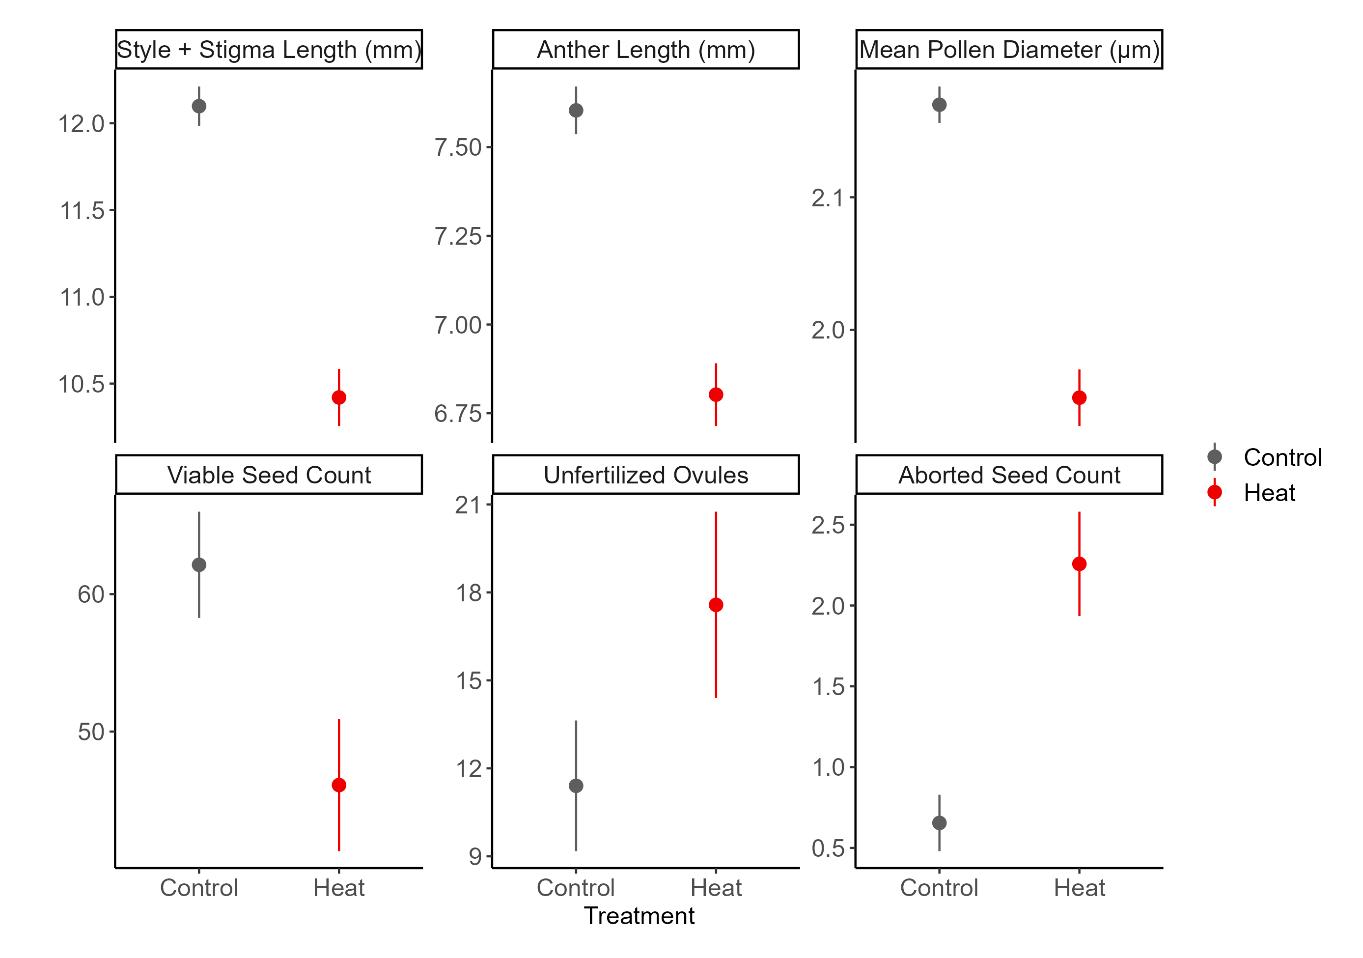 Style + Stigma Length (mm)
Anther Length (mm)
Mean Pollen Diameter (µm)
12.0
11.5
11.0
10.5
7.50
7.25
7.00
6.75
2.1
2.0
Viable Seed Count
Unfertilized Ovules
Aborted Seed Count
60
50
21
18
15
12
9
2.5
2.0
1.5
1.0
0.5
Control Heat
Control Heat
Control Heat
Treatment
Control
Heat